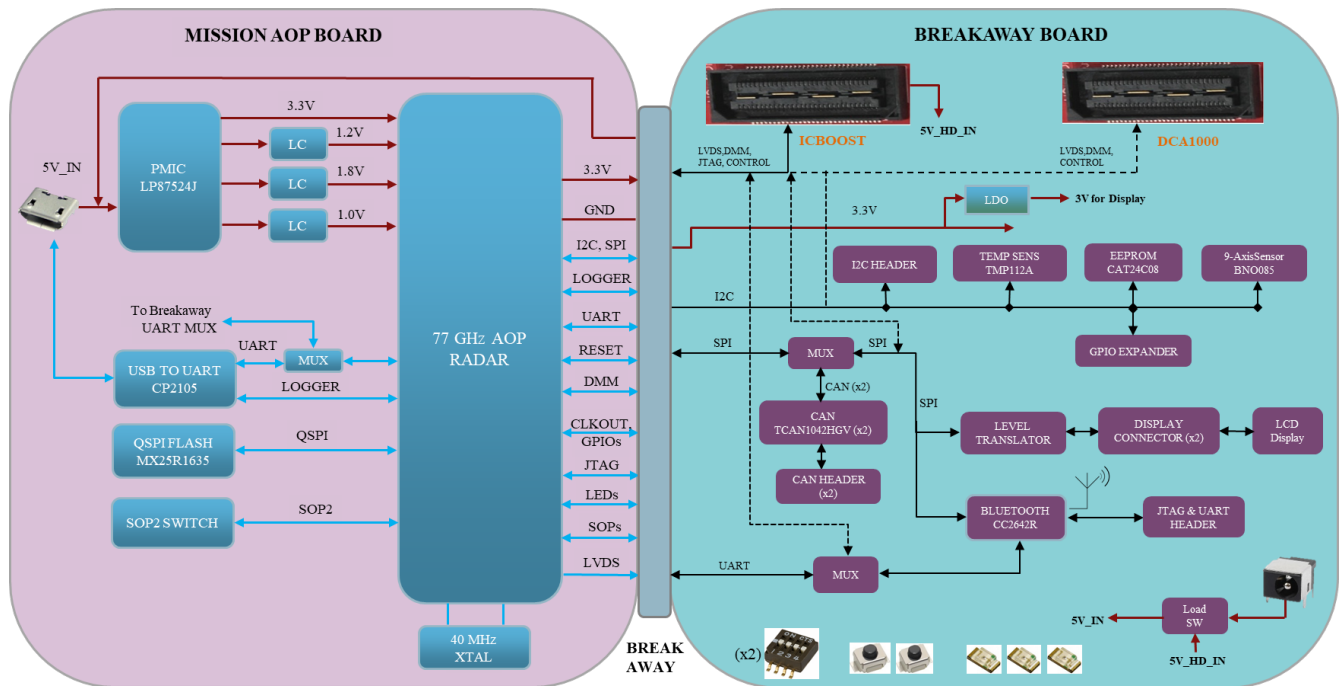 MISSION AOP BOARD
BREAKAWAY BOARD
5V_IN
PMIC
LP87524J
3.3V
LC
1.2V
LC
1.8V
LC
1.0V
To Breakaway
UART MUX
UART
MUX
USB TO UART
CP2105
LOGGER
QSPI FLASH
MX25R1635
QSPI
SOP2 SWITCH
SOP2
77 GHz AOP
RADAR
40 MHz
XTAL
3.3V
GND
I2C, SPI
LOGGER
UART
RESET
DMM
CLKOUT,
GPIOs
JTAG
LEDs
SOPs
LVDS
BREAK
AWAY
ICBOOST
5V_HD_IN
DCA1000
LVDS,DMM,
JTAG, CONTROL
LVDS,DMM,
CONTROL
3.3V
LDO
3V for Display
I2C HEADER
TEMP SENS
TMP112A
EEPROM
CAT24C08
9-AxisSensor
BNO085
I2C
GPIO EXPANDER
SPI
MUX
SPI
CAN (x2)
CAN
TCAN1042HGV (x2)
CAN HEADER
(x2)
SPI
LEVEL
TRANSLATOR
DISPLAY
CONNECTOR (x2)
LCD
Display
BLUETOOTH
CC2642R
JTAG & UART
HEADER
UART
MUX
5V_IN
Load
SW
5V_HD_IN
(x2)